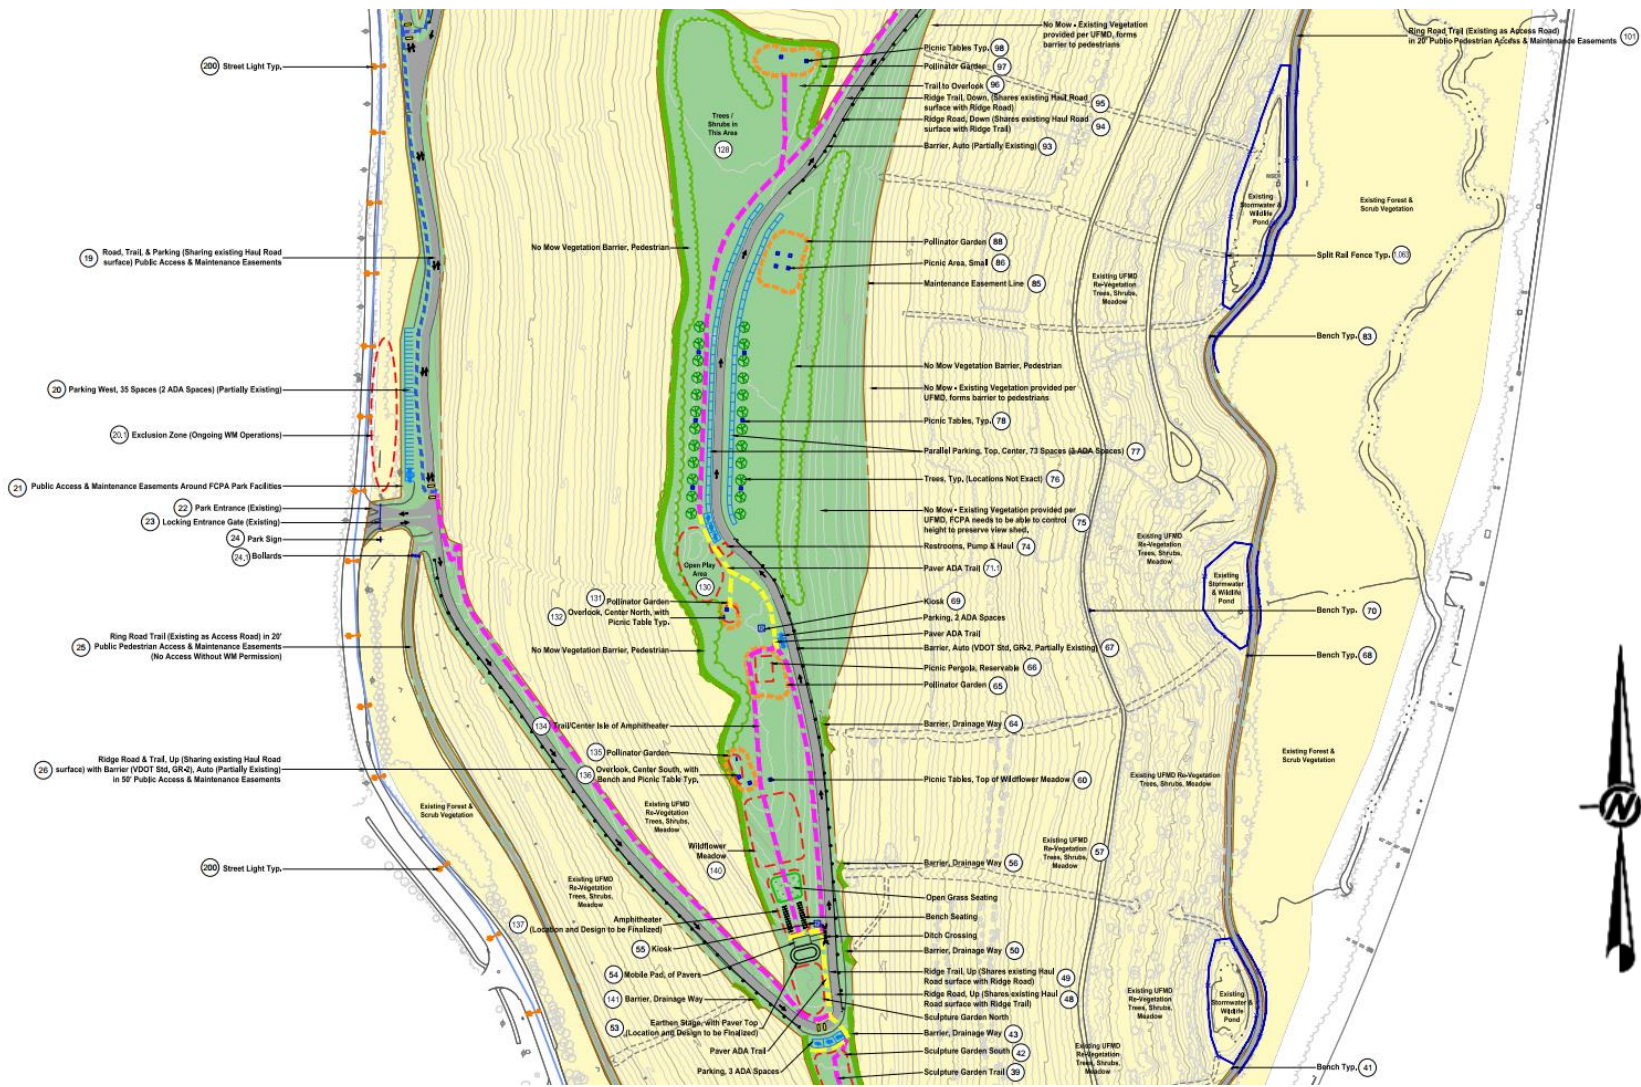 200 Street Light Typ.
Road, Trail, & Parking (Sharing existing Haul Road
19
surface) Public Access & Maintenance Easements
20 Parking West, 35 Spaces (2 ADA Spaces) (Partially Existing)
20.1 Exclusion Zone (Ongoing WM Operations)
21 Public Access & Maintenance Easements Around FCPA Park Facilities
22 Park Entrance (Existing)
23 Locking Entrance Gate (Existing)
24 Park Sign
24.1 Bollards
Ring Road Trail (Existing as Access Road) in 20'
25 Public Pedestrian Access & Maintenance Easements
(No Access Without WM Permission)
Ridge Road & Trail, Up (Sharing existing Haul Road
26 surface) with Barrier (VDOT Std, GR-2), Auto (Partially Existing)
in 50' Public Access & Maintenance Easements
Existing Forest &
Scrub Vegetation
200 Street Light Typ.
Existing UFMD
Re-Vegetation
Trees, Shrubs,
Meadow
137
Trees /
Shrubs in
This Area
128
No Mow Vegetation Barrier, Pedestrian
Open Play
Area
130
131 Pollinator Garden
132 Overlook, Center North, with
Picnic Table Typ.
No Mow Vegetation Barrier, Pedestrian
134 Trail/Center Isle of Amphitheater
135 Pollinator Garden
136 Overlook, Center South, with
Bench and Picnic Table Typ,
Existing UFMD
Re-Vegetation
Trees, Shrubs,
Meadow
Wildflower
Meadow
140
Amphitheater
(Location and Design to be Finalized)
55 Kiosk
54 Mobile Pad, of Pavers
141 Barrier, Drainage Way
53 Earthen Stage, with Paver Top
(Location and Design to be Finalized)
Paver ADA Trail
Parking, 3 ADA Spaces
No Mow - Existing Vegetation
provided per UFMD, forms
barrier to pedestrians
Picnic Tables Typ. 98
Pollinator Garden 97
Trail to Overlook 96
Ridge Trail, Down, (Shares existing Haul Road
surface with Ridge Road) 95
Ridge Road, Down (Shares existing Haul Road
surface with Ridge Trail) 94
Barrier, Auto (Partially Existing) 93
Pollinator Garden 88
Picnic Area, Small 86
Maintenance Easement Line 85
No Mow Vegetation Barrier, Pedestrian
No Mow - Existing Vegetation provided per
UFMD, forms barrier to pedestrians
Picnic Tables, Typ. 78
Parallel Parking, Top, Center, 73 Spaces (3 ADA Spaces) 77
Trees, Typ, (Locations Not Exact) 76
No Mow - Existing Vegetation provided per
UFMD, FCPA needs to be able to control 75
height to preserve view shed.
Restrooms, Pump & Haul 74
Paver ADA Trail 71.1
Kiosk 69
Parking, 2 ADA Spaces
Paver ADA Trail
Barrier, Auto (VDOT Std, GR-2, Partially Existing) 67
Picnic Pergola, Reservable 66
Pollinator Garden 65
Barrier, Drainage Way 64
Picnic Tables, Top of Wildflower Meadow 60
Barrier, Drainage Way 56
Open Grass Seating
Bench Seating
Ditch Crossing
Barrier, Drainage Way 50
Ridge Trail, Up (Shares existing Haul
Road surface with Ridge Road) 49
Ridge Road, Up (Shares existing Haul
Road surface with Ridge Trail) 48
Sculpture Garden North
Barrier, Drainage Way 43
Sculpture Garden South 42
Sculpture Garden Trail 39
Existing UFMD
Re-Vegetation
Trees, Shrubs,
Meadow
Existing UFMD
Re-Vegetation
Trees, Shrubs,
Meadow
Existing UFMD Re-Vegetation
Trees, Shrubs, Meadow
Existing UFMD
Re-Vegetation 57
Trees, Shrubs,
Meadow
Existing UFMD
Re-Vegetation
Trees, Shrubs,
Meadow
Existing UFMD
Re-Vegetation
Trees, Shrubs,
Meadow
Ring Road Trail (Existing as Access Road)
in 20' Public Pedestrian Access & Maintenance Easements 101
Existing
Stormwater &
Wildlife
Pond
Existing Forest &
Scrub Vegetation
Split Rail Fence Typ. 1,063
Bench Typ. 83
Existing
Stormwater
& Wildlife
Pond
Bench Typ. 70
Bench Typ. 68
Existing Forest &
Scrub Vegetation
Existing
Stormwater &
Wildlife
Pond
Bench Typ, 41
N